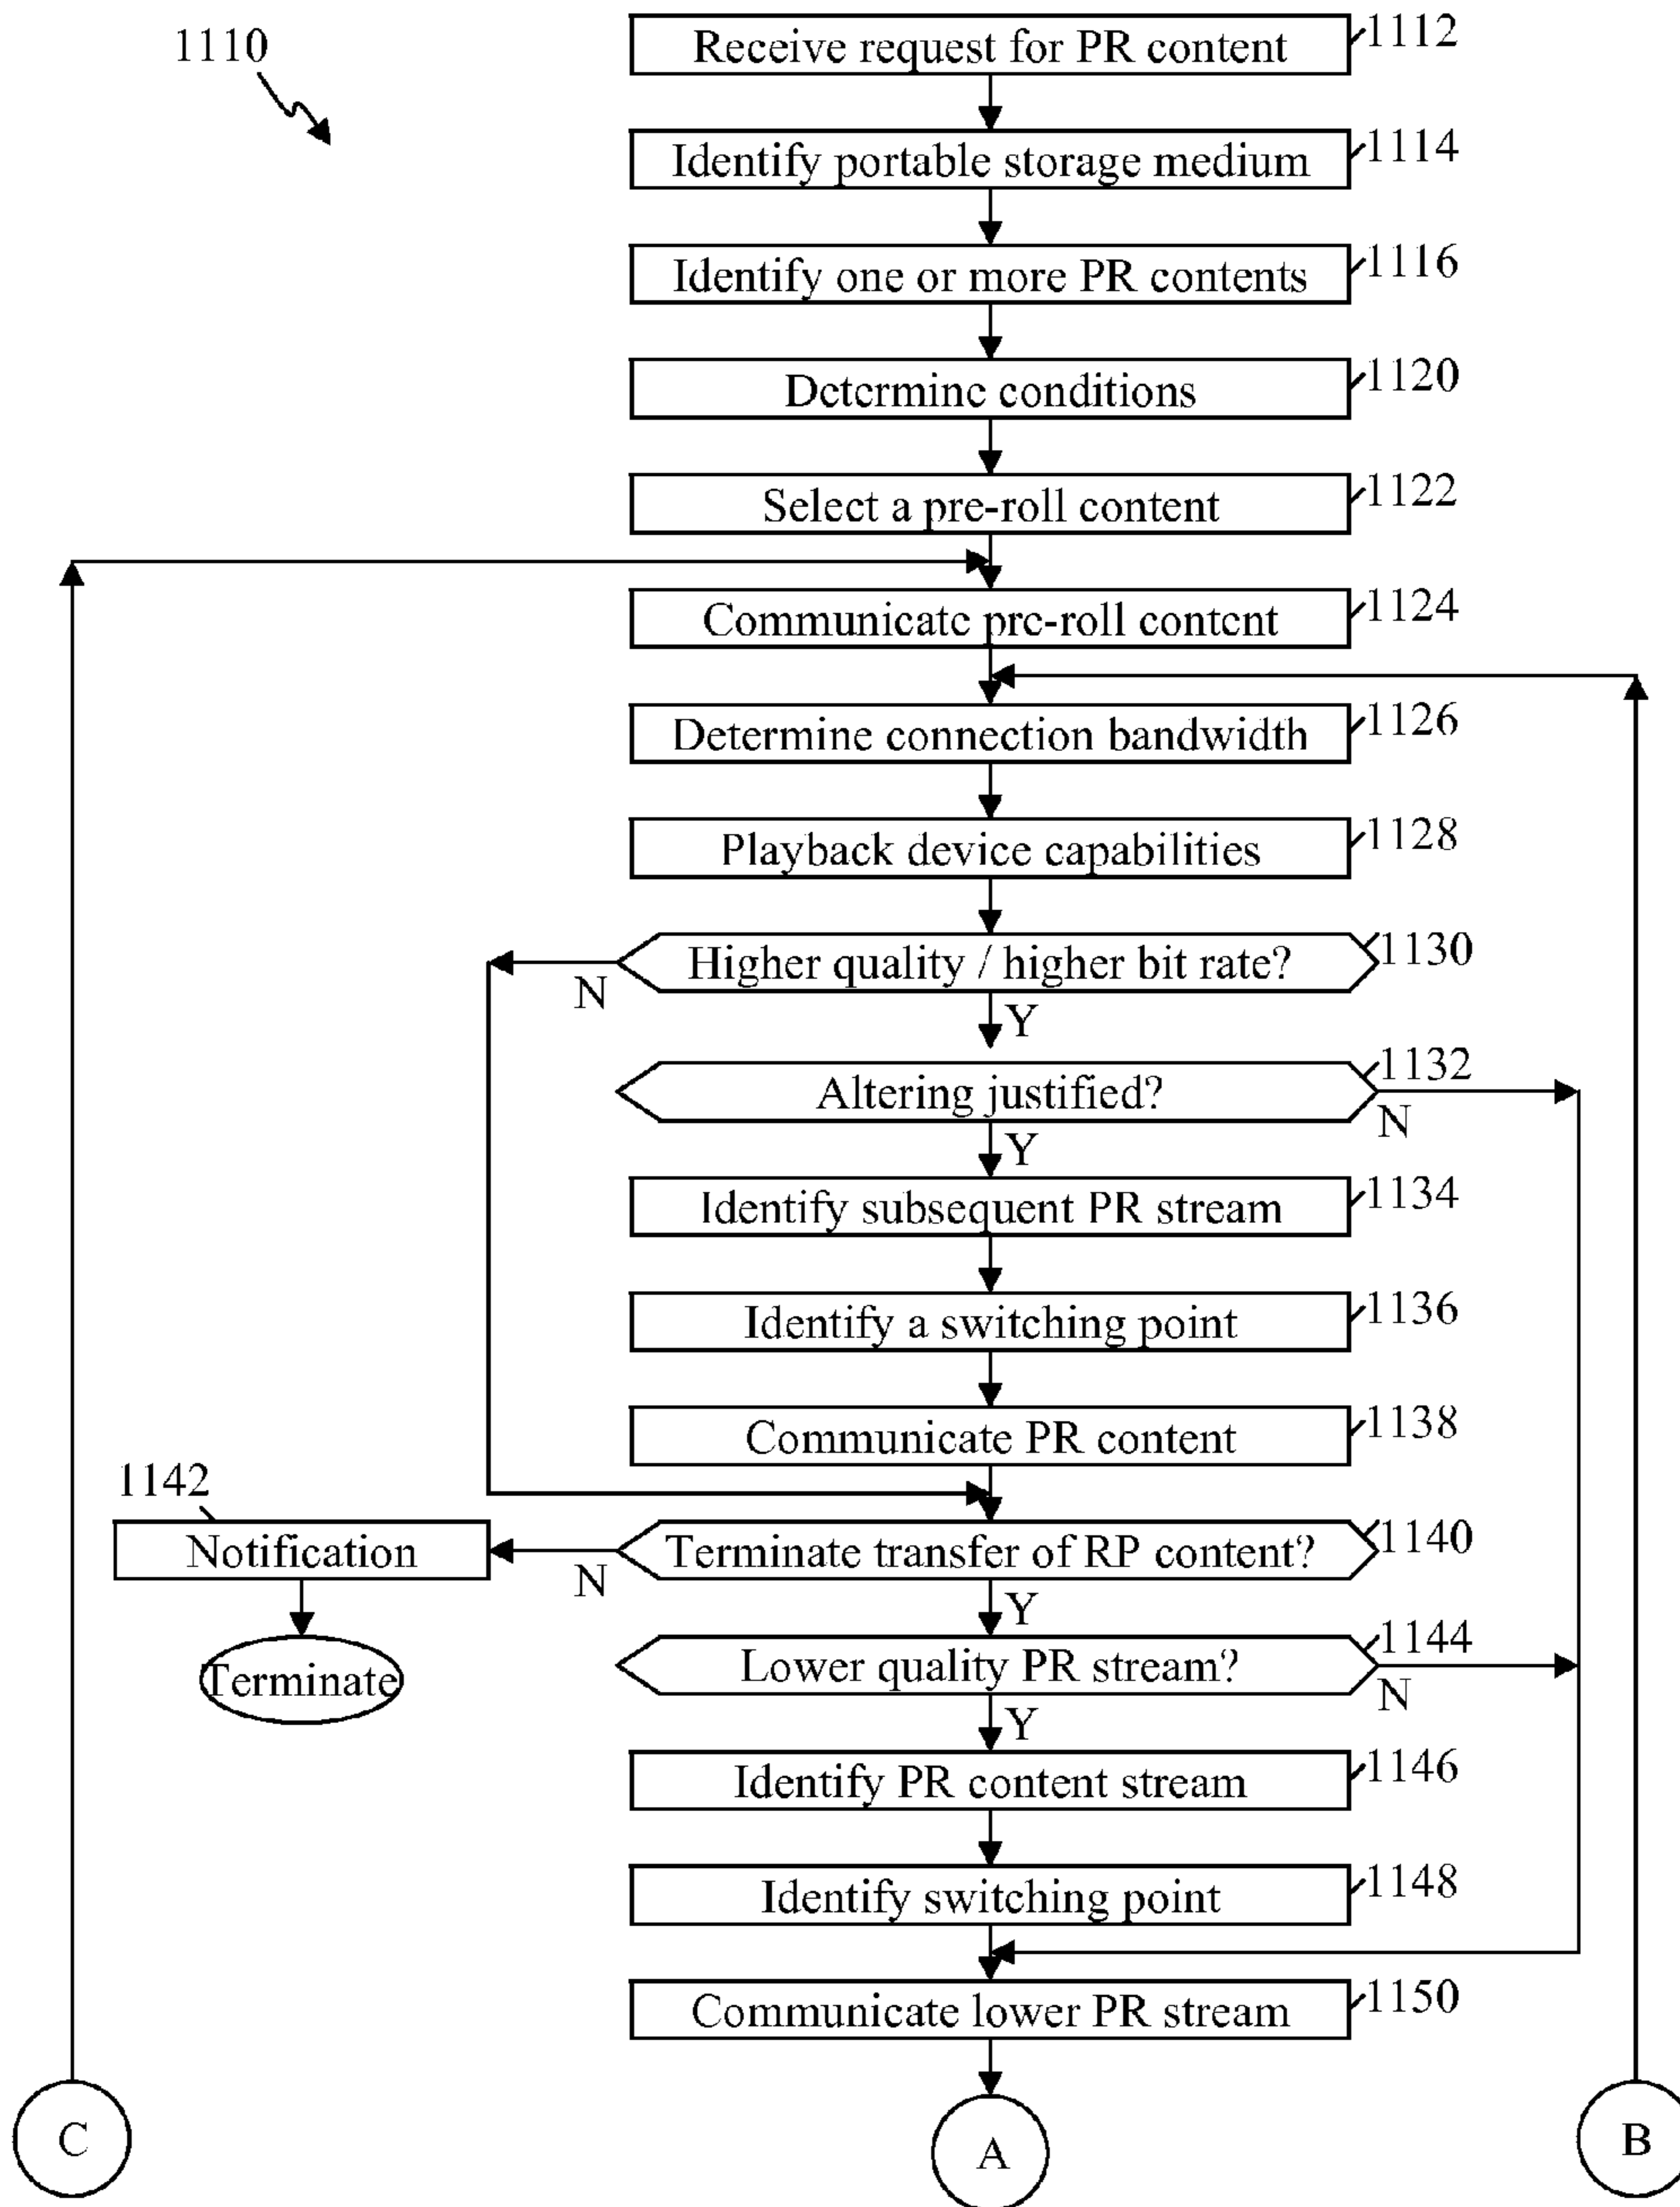 1110
Receive request for PR content 1112
Identify portable storage medium 1114
Identify one or more PR contents 1116
Determine conditions 1120
Select a pre-roll content 1122
Communicate pre-roll content 1124
Determine connection bandwidth 1126
Playback device capabilities 1128
Higher quality / higher bit rate? 1130
N
Y
Altering justified? 1132
N
Y
Identify subsequent PR stream 1134
Identify a switching point 1136
Communicate PR content 1138
1142
Notification
Terminate transfer of RP content? 1140
N
Y
Terminate
Lower quality PR stream? 1144
N
Y
Identify PR content stream 1146
Identify switching point 1148
Communicate lower PR stream 1150
C
A
B